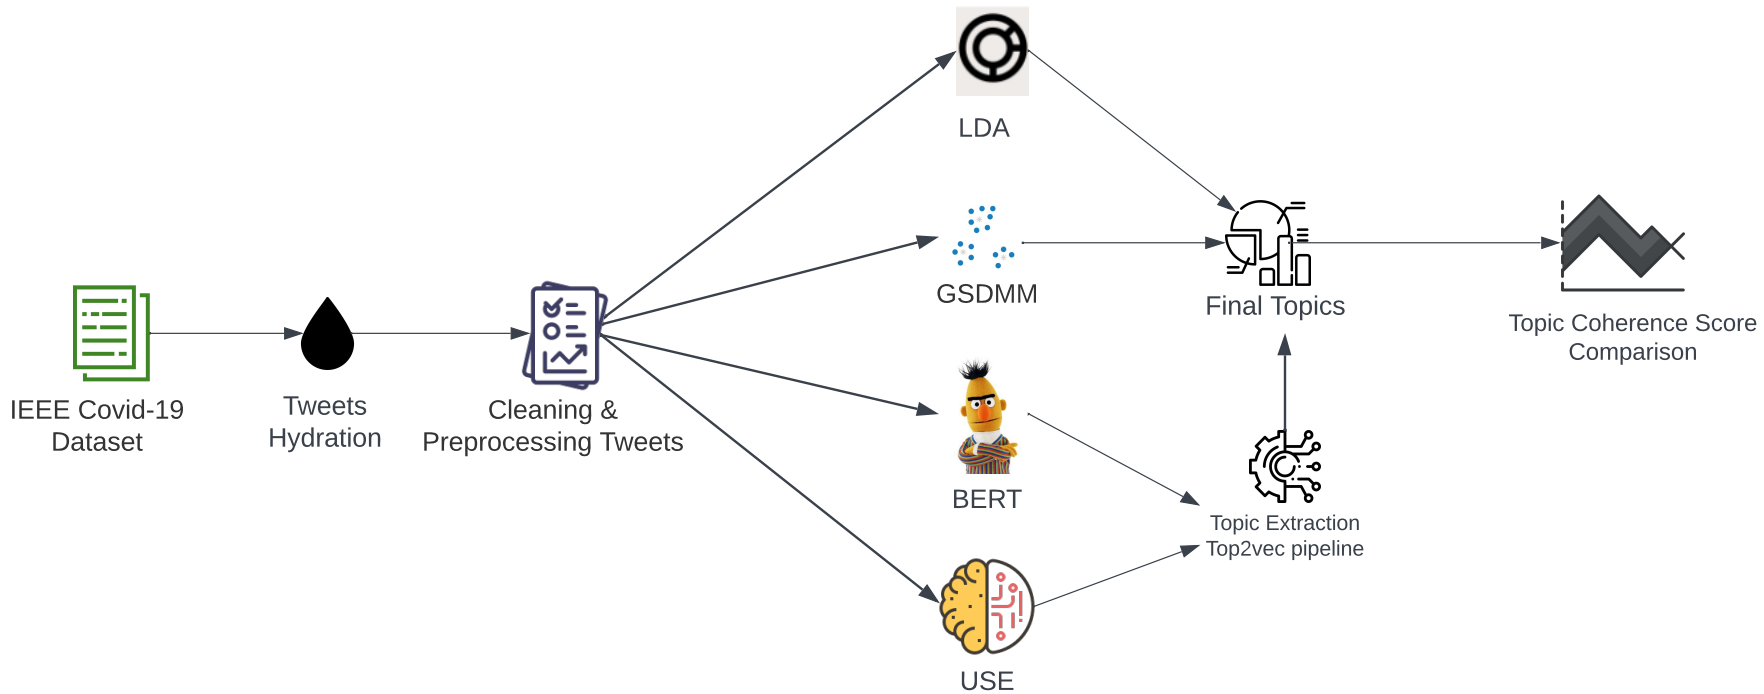 IEEE Covid-19
Dataset
Tweets
Hydration
Cleaning &
Preprocessing Tweets
LDA
GSDMM
BERT
USE
Final Topics
Topic Extraction
Top2vec pipeline
Topic Coherence Score
Comparison